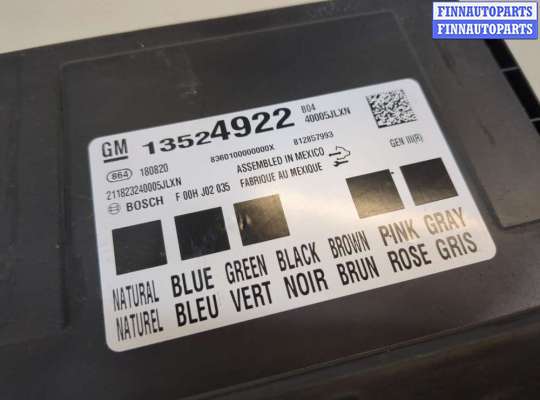 FINNAUTOPARTS
FINNAUTOPARTS
GM 13524922 B04
40005JLXN
864 180820 8360100000000X 812857993
211823240005JLXN ASSEMBLED IN MEXICO GEN III(R)
BOSCH F 00H J02 035 FABRIQUE AU MEXIQUE
NATURAL BLUE GREEN BLACK BROWN PINK GRAY
NATUREL BLEU VERT NOIR BRUN ROSE GRIS